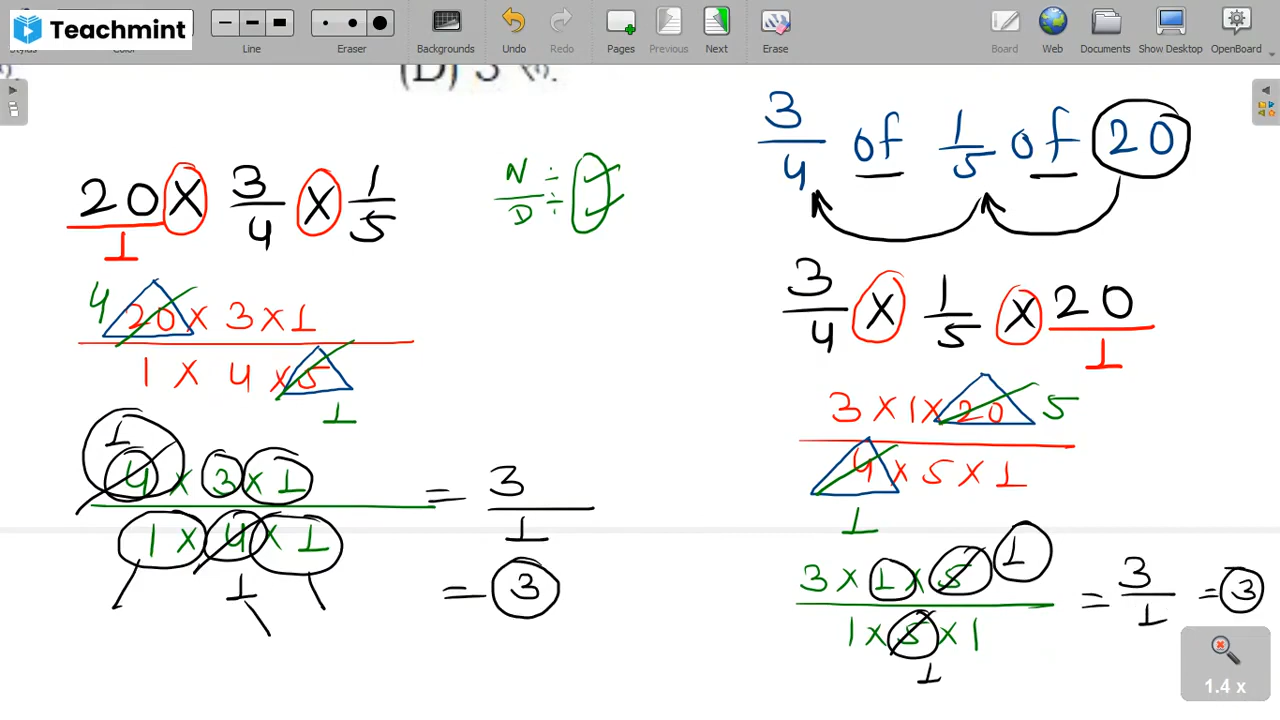 Teachmint
Line
Eraser
Backgrounds
Undo
Redo
Pages
Previous
Next
Erase
Board
Web
Documents
Show Desktop
OpenBoard
(D) 3
20 × 3/4 × 1/5
1
4 20 × 3 × 1
1 × 4 × 5
1
1
4 × 3 × 1
1 × 4 × 1
1
= 3/1
= 3
N ÷
D ÷
3/4 of 1/5 of 20
3/4 × 1/5 × 20/1
3 × 1 × 20 5
4 × 5 × 1
1
3 × 1 × 5 1
1 × 5 × 1
1
= 3/1 = 3
1.4 x